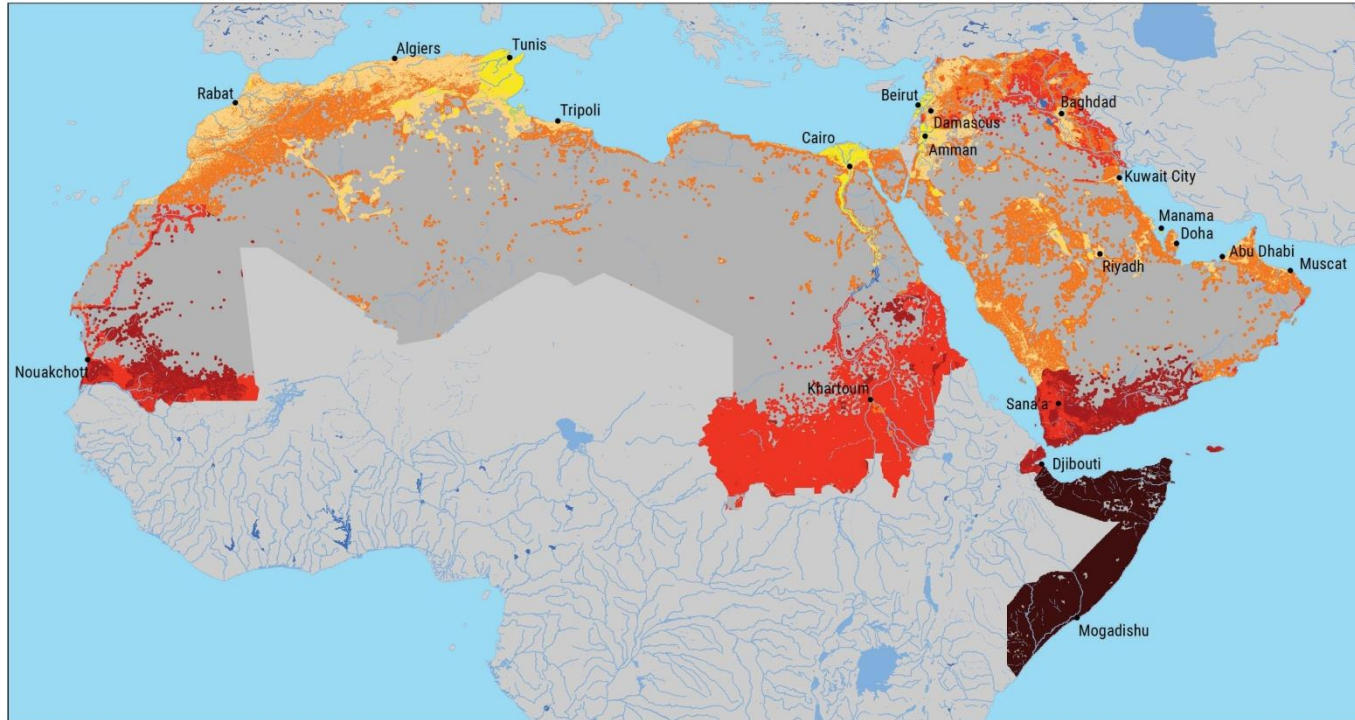 Algiers
Tunis
Rabat
Tripoli
Beirut
Baghdad
Damascus
Cairo
Amman
Kuwait City
Manama
Doha
Abu Dhabi
Riyadh
Muscat
Nouakchott
Khartoum
Sana'a
Djibouti
Mogadishu